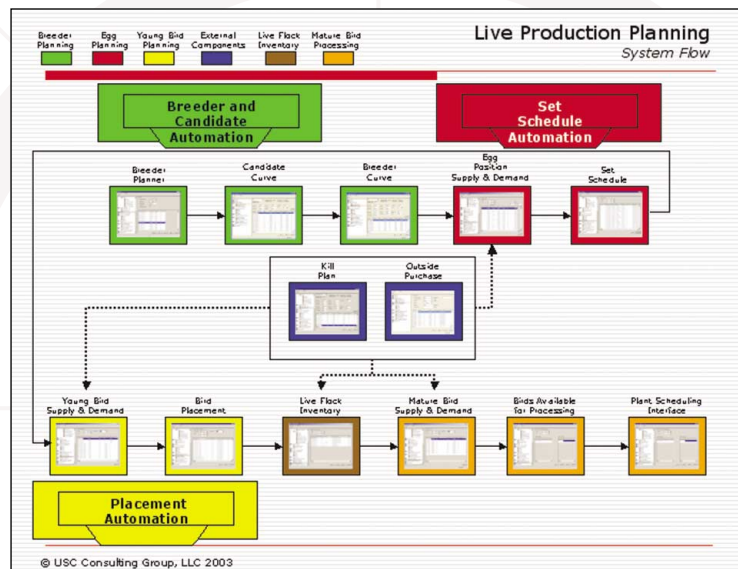 Live Production Planning
System Flow
Breeder
Planning
Egg
Planning
Young Bird
Planning
External
Components
Live Flock
Inventory
Mature Bird
Processing
Breeder and
Candidate
Automation
Set
Schedule
Automation
Breeder
Planner
Candidate
Curve
Breeder
Curve
Egg
Position
Supply & Demand
Set
Schedule
Kill
Plan
Outside
Purchase
Young Bird
Supply & Demand
Bird
Placement
Live Flock
Inventory
Mature Bird
Supply & Demand
Birds Available
for Processing
Plant Scheduling
Interface
Placement
Automation
© USC Consulting Group, LLC 2003